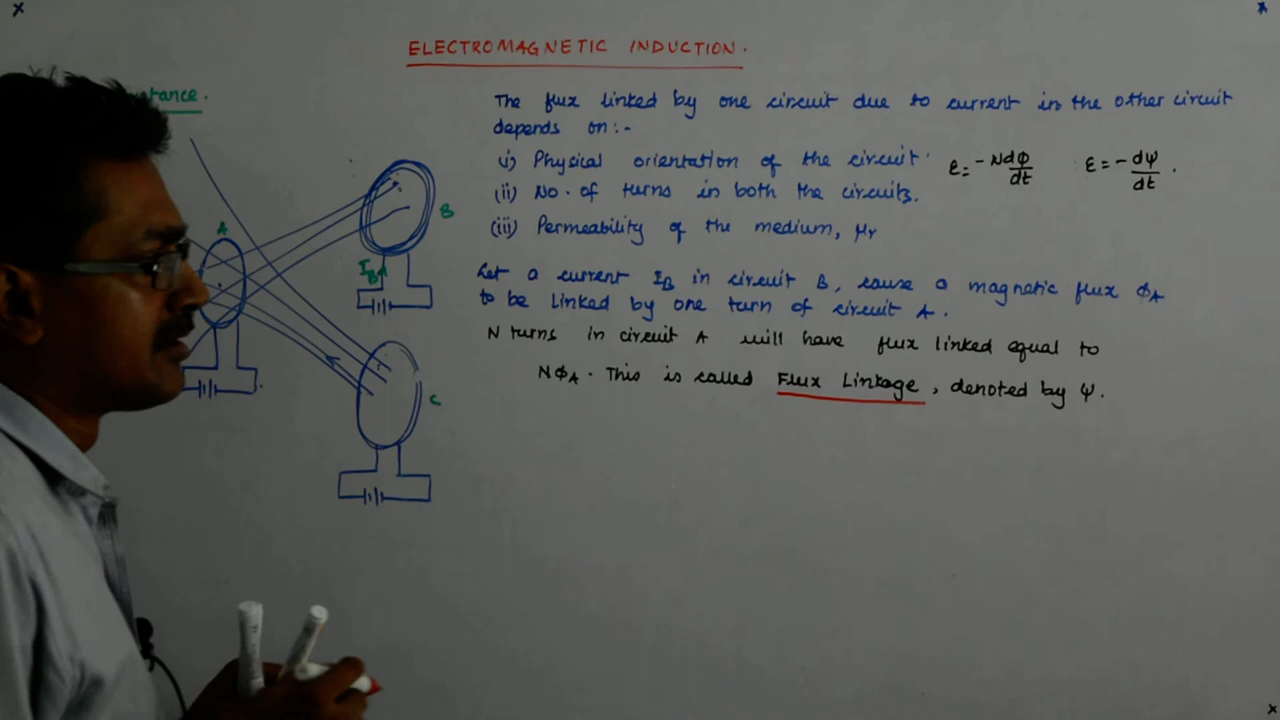 ELECTROMAGNETIC INDUCTION.
The flux linked by one circuit due to current in the other circuit
depends on:-
(i) Physical orientation of the circuit. ε = -Ndφ/dt ε = -dψ/dt.
(ii) No. of turns in both the circuits.
(iii) Permeability of the medium, μr
Let a current IB in circuit B, cause a magnetic flux φA
to be linked by one turn of circuit A.
N turns in circuit A will have flux linked equal to
NφA. This is called Flux Linkage, denoted by ψ.
A
B
IB
C